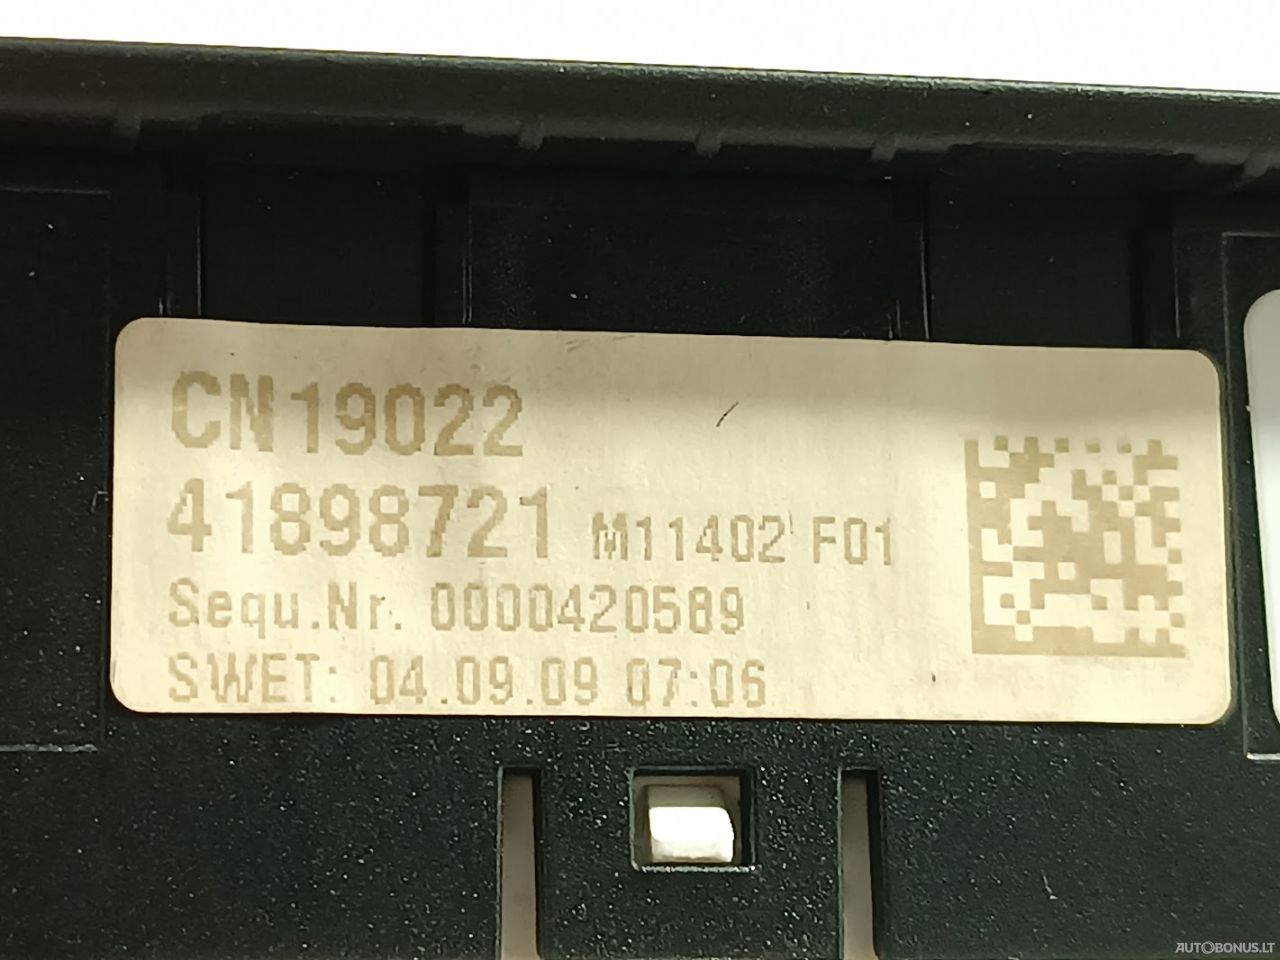 CN19022
41898721 M11402 F01
Sequ.Nr. 0000420589
SWET: 04.09.09 07:06
AUTOBONUS.LT